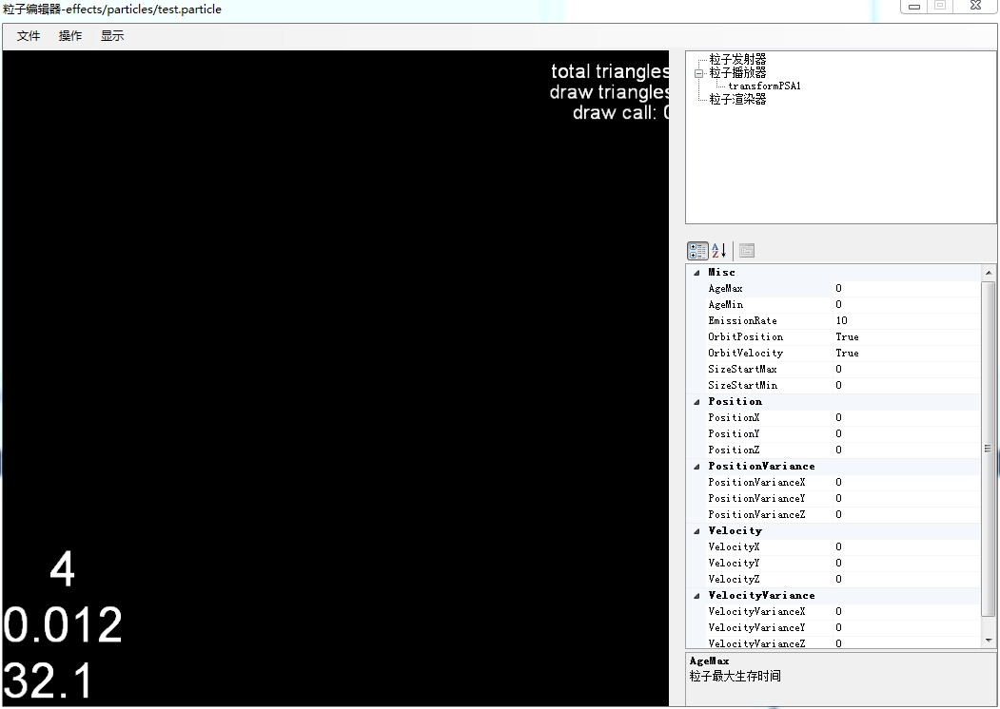 粒子编辑器-effects/particles/test.particle
文件 操作 显示
total triangles
draw triangles
draw call: 0
4
0.012
32.1
粒子发射器
粒子播放器
transformPSA1
粒子渲染器
Misc
AgeMax 0
AgeMin 0
EmissionRate 10
OrbitPosition True
OrbitVelocity True
SizeStartMax 0
SizeStartMin 0
Position
PositionX 0
PositionY 0
PositionZ 0
PositionVariance
PositionVarianceX 0
PositionVarianceY 0
PositionVarianceZ 0
Velocity
VelocityX 0
VelocityY 0
VelocityZ 0
VelocityVariance
VelocityVarianceX 0
VelocityVarianceY 0
VelocityVarianceZ 0
AgeMax
粒子最大生存时间